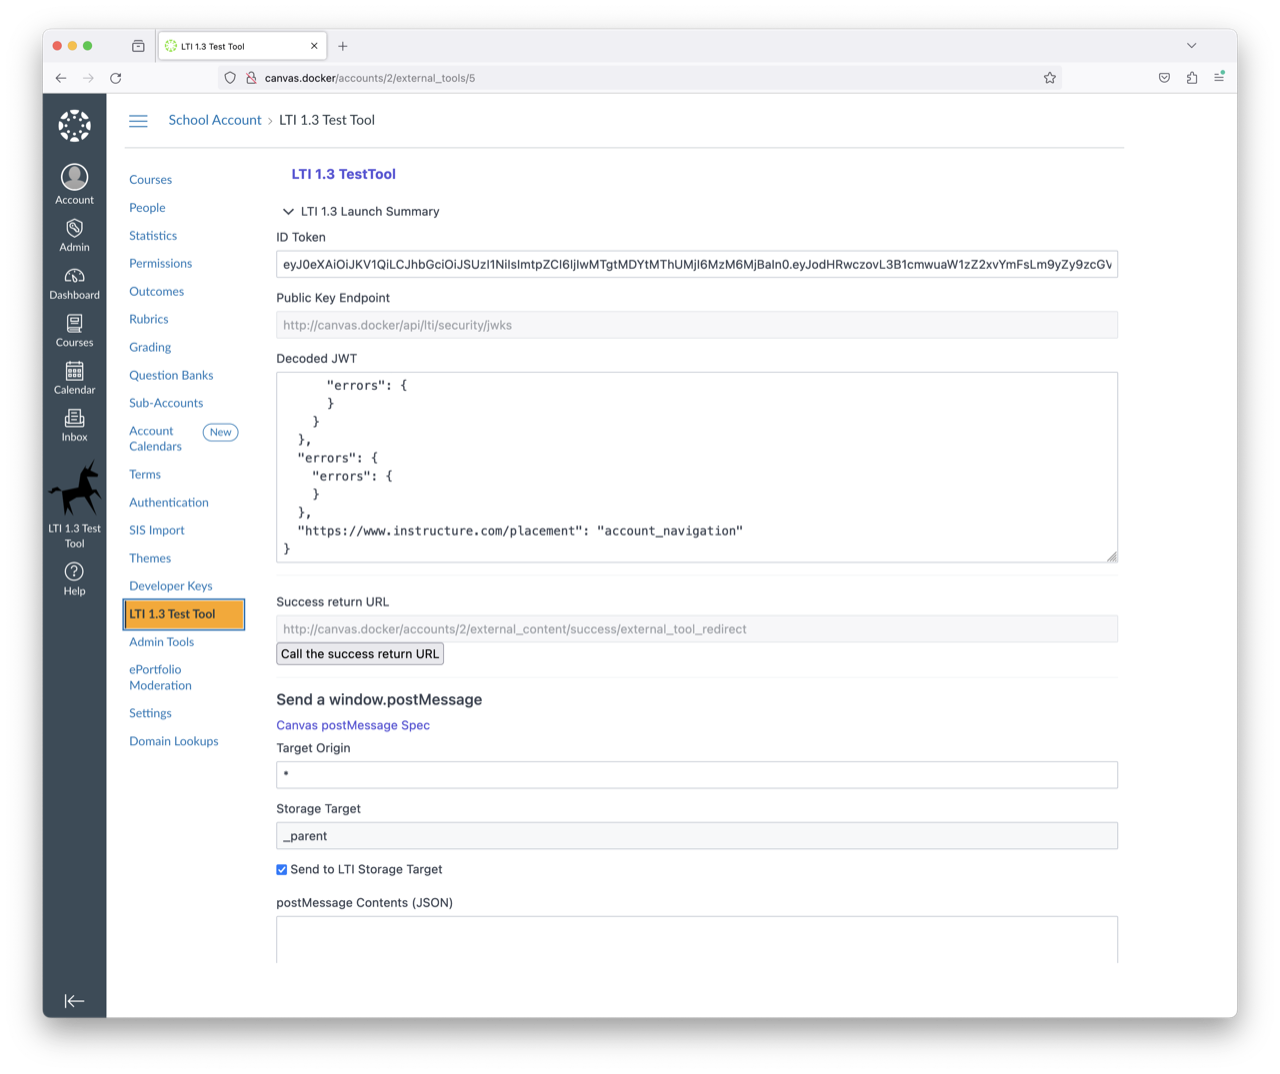 LTI 1.3 Test Tool
canvas.docker/accounts/2/external_tools/5
School Account › LTI 1.3 Test Tool
Account
Admin
Dashboard
Courses
Calendar
Inbox
LTI 1.3 Test
Tool
Help
Courses
People
Statistics
Permissions
Outcomes
Rubrics
Grading
Question Banks
Sub-Accounts
Account
Calendars
New
Terms
Authentication
SIS Import
Themes
Developer Keys
LTI 1.3 Test Tool
Admin Tools
ePortfolio
Moderation
Settings
Domain Lookups
LTI 1.3 TestTool
LTI 1.3 Launch Summary
ID Token
Public Key Endpoint
http://canvas.docker/api/lti/security/jwks
Decoded JWT
"errors": {
}
}
},
"errors": {
"errors": {
}
},
"https://www.instructure.com/placement": "account_navigation"
}
Success return URL
http://canvas.docker/accounts/2/external_content/success/external_tool_redirect
Call the success return URL
Send a window.postMessage
Canvas postMessage Spec
Target Origin
*
Storage Target
_parent
Send to LTI Storage Target
postMessage Contents (JSON)